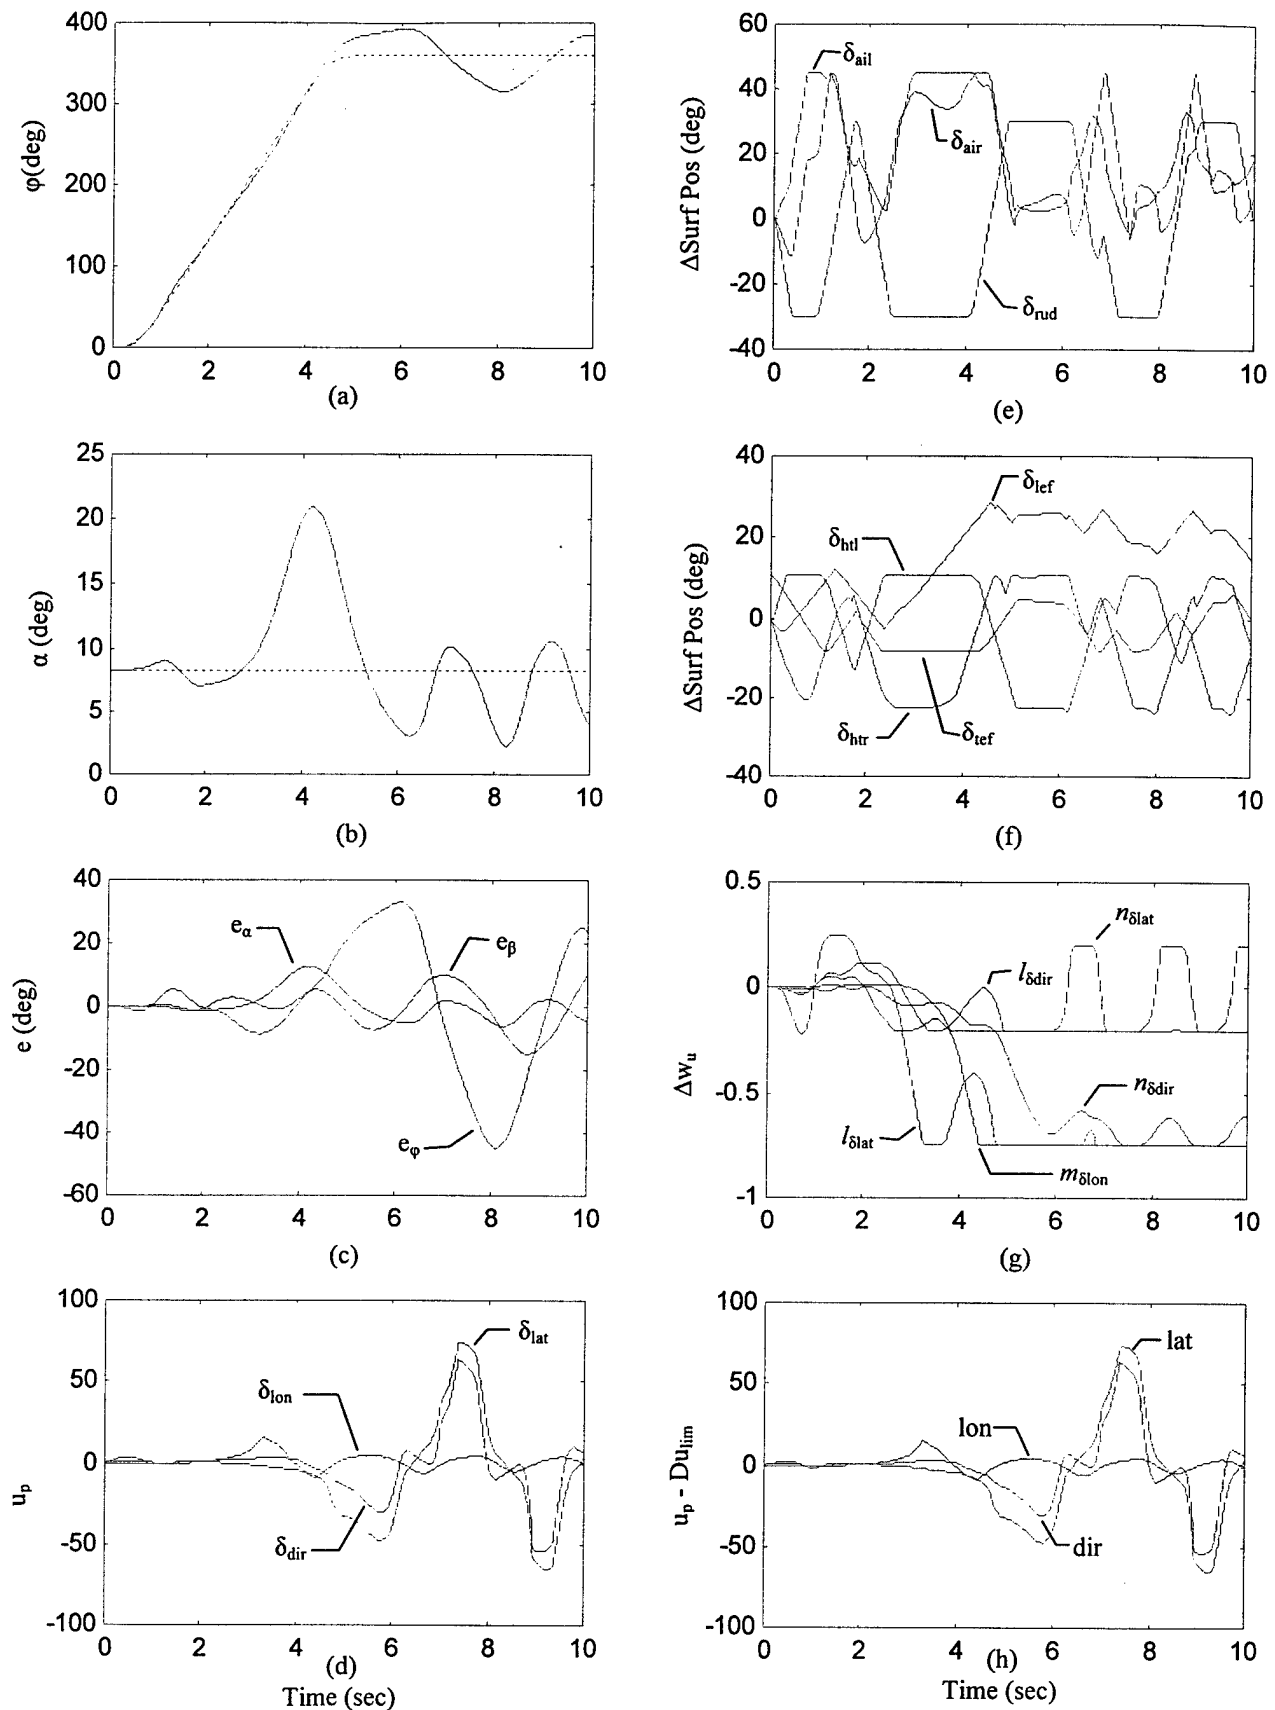 400
300
200
100
0
φ(deg)
0 2 4 6 8 10
(a)
25
20
15
10
5
0
α (deg)
0 2 4 6 8 10
(b)
40
20
0
-20
-40
-60
e (deg)
e_α
e_β
e_φ
0 2 4 6 8 10
(c)
100
50
0
-50
-100
u_p
δ_lat
δ_lon
δ_dir
0 2 4 6 8 10
(d)
Time (sec)
60
40
20
0
-20
-40
ΔSurf Pos (deg)
δ_ail
δ_air
δ_rud
0 2 4 6 8 10
(e)
40
20
0
-20
-40
ΔSurf Pos (deg)
δ_lef
δ_htl
δ_htr
δ_tef
0 2 4 6 8 10
(f)
0.5
0
-0.5
-1
Δw_u
n_δlat
l_δdir
n_δdir
l_δlat
m_δlon
0 2 4 6 8 10
(g)
100
50
0
-50
-100
u_p - Du_lim
lat
lon
dir
0 2 4 6 8 10
(h)
Time (sec)